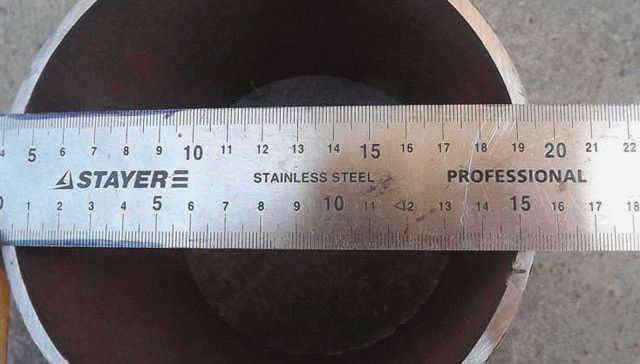 4 5 6 7 8 9 10 11 12 13 14 15 16 17 18 19 20 21 22
STAYER STAINLESS STEEL PROFESSIONAL
0 1 2 3 4 5 6 7 8 9 10 11 12 13 14 15 16 17 18